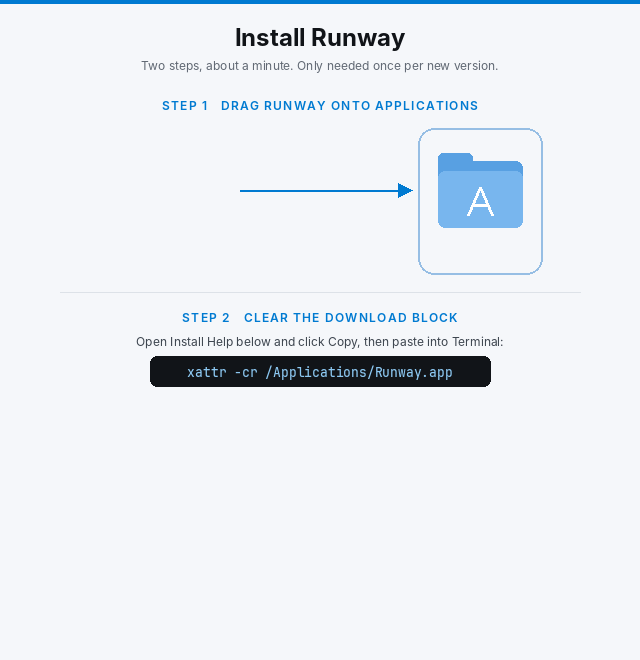 Install Runway
Two steps, about a minute. Only needed once per new version.
STEP 1 DRAG RUNWAY ONTO APPLICATIONS
A
STEP 2 CLEAR THE DOWNLOAD BLOCK
Open Install Help below and click Copy, then paste into Terminal:
xattr -cr /Applications/Runway.app